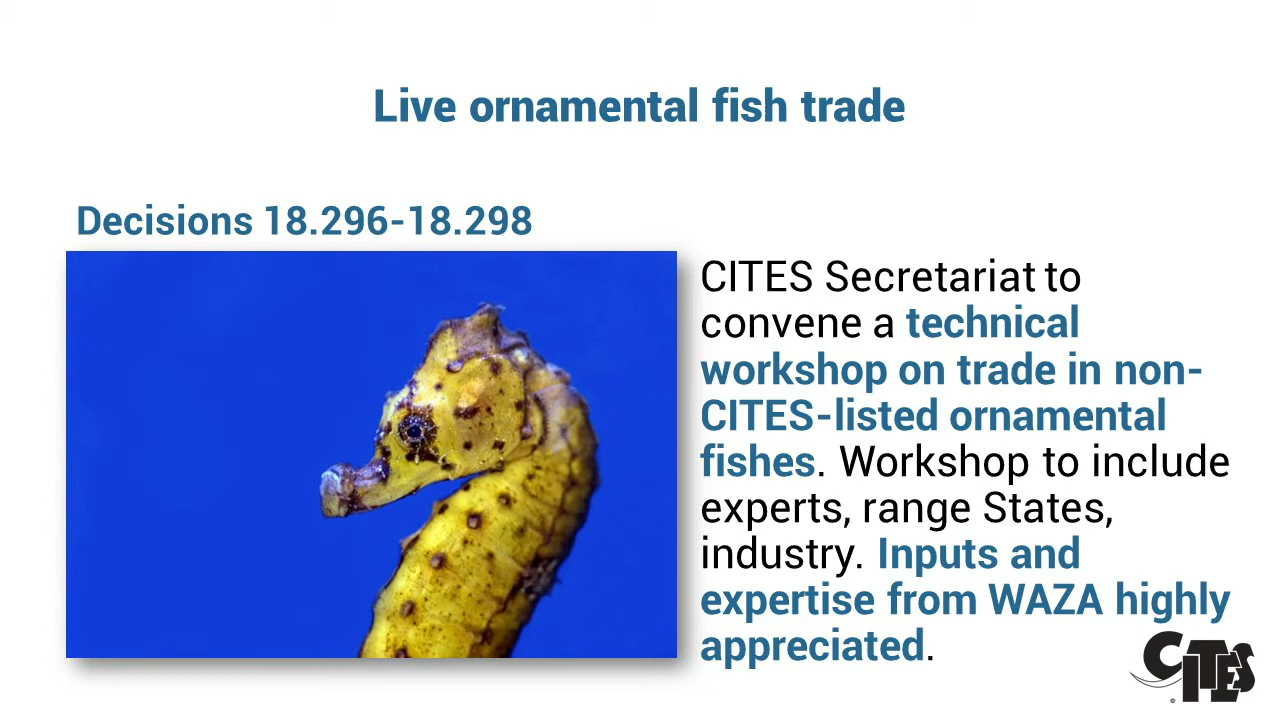 Live ornamental fish trade
Decisions 18.296-18.298
CITES Secretariat to
convene a technical
workshop on trade in non-
CITES-listed ornamental
fishes. Workshop to include
experts, range States,
industry. Inputs and
expertise from WAZA highly
appreciated.
CITES
®